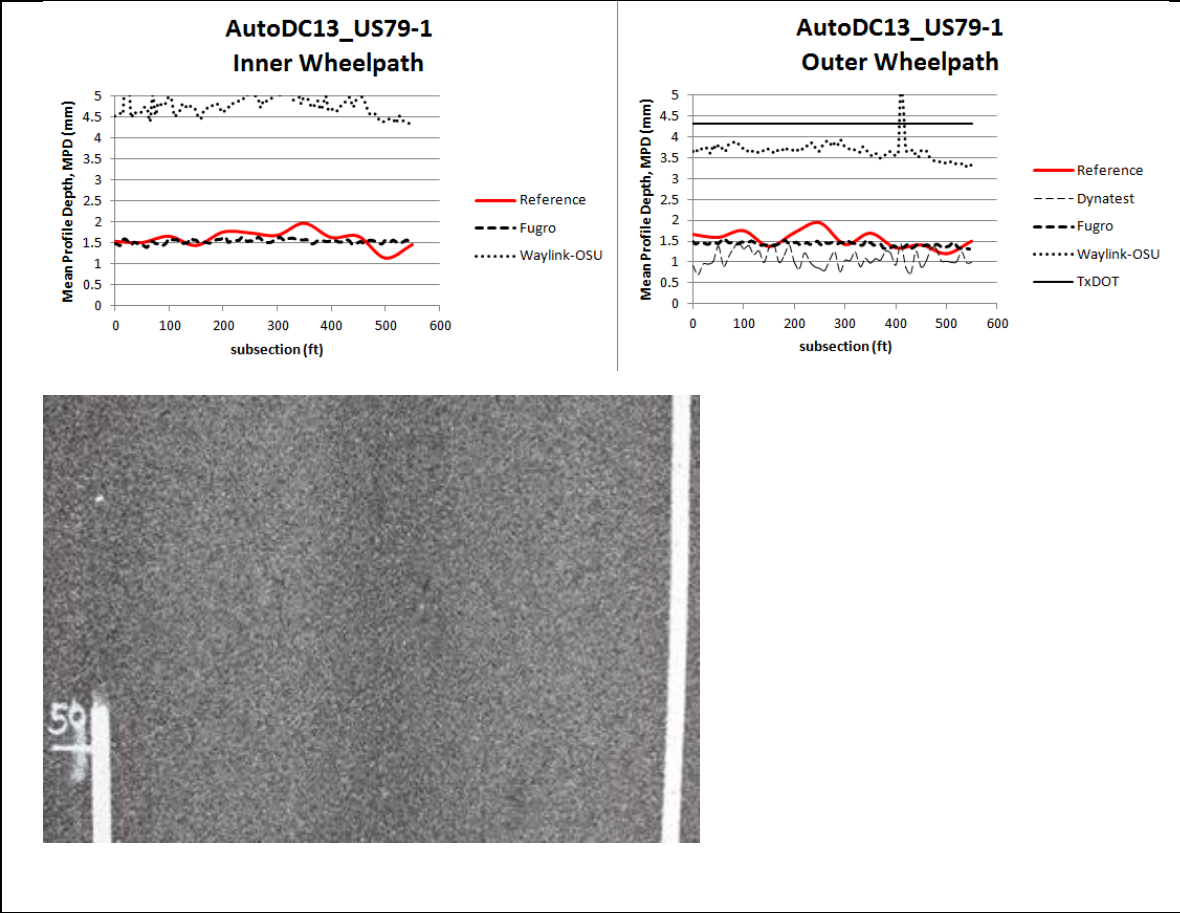 AutoDC13_US79-1
Inner Wheelpath
Mean Profile Depth, MPD (mm)
5
4.5
4
3.5
3
2.5
2
1.5
1
0.5
0
0 100 200 300 400 500 600
subsection (ft)
Reference
Fugro
Waylink-OSU
AutoDC13_US79-1
Outer Wheelpath
Mean Profile Depth, MPD (mm)
5
4.5
4
3.5
3
2.5
2
1.5
1
0.5
0
0 100 200 300 400 500 600
subsection (ft)
Reference
Dynatest
Fugro
Waylink-OSU
TxDOT
50